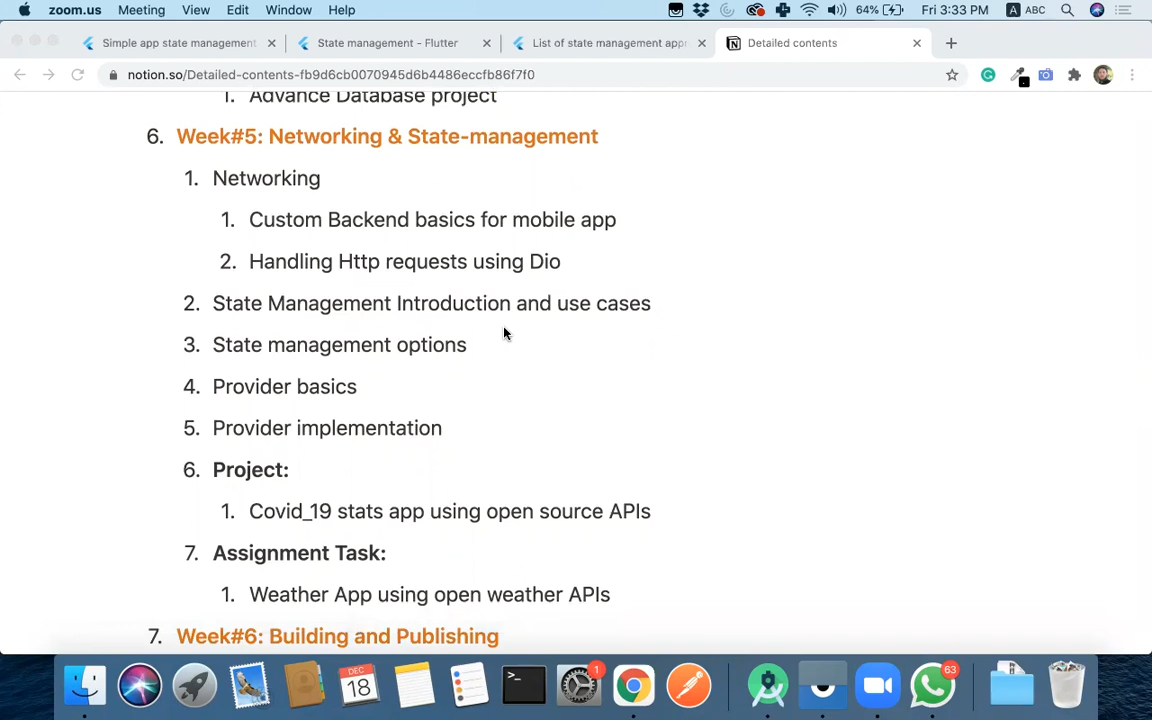 zoom.us Meeting View Edit Window Help 64% Fri 3:33 PM A ABC
Simple app state management × State management - Flutter × List of state management appr × Detailed contents × +
notion.so/Detailed-contents-fb9d6cb0070945d6b4486eccfb86f7f0
1. Advance Database project
6. Week#5: Networking & State-management
1. Networking
1. Custom Backend basics for mobile app
2. Handling Http requests using Dio
2. State Management Introduction and use cases
3. State management options
4. Provider basics
5. Provider implementation
6. Project:
1. Covid_19 stats app using open source APIs
7. Assignment Task:
1. Weather App using open weather APIs
7. Week#6: Building and Publishing
DEC
18
1
63